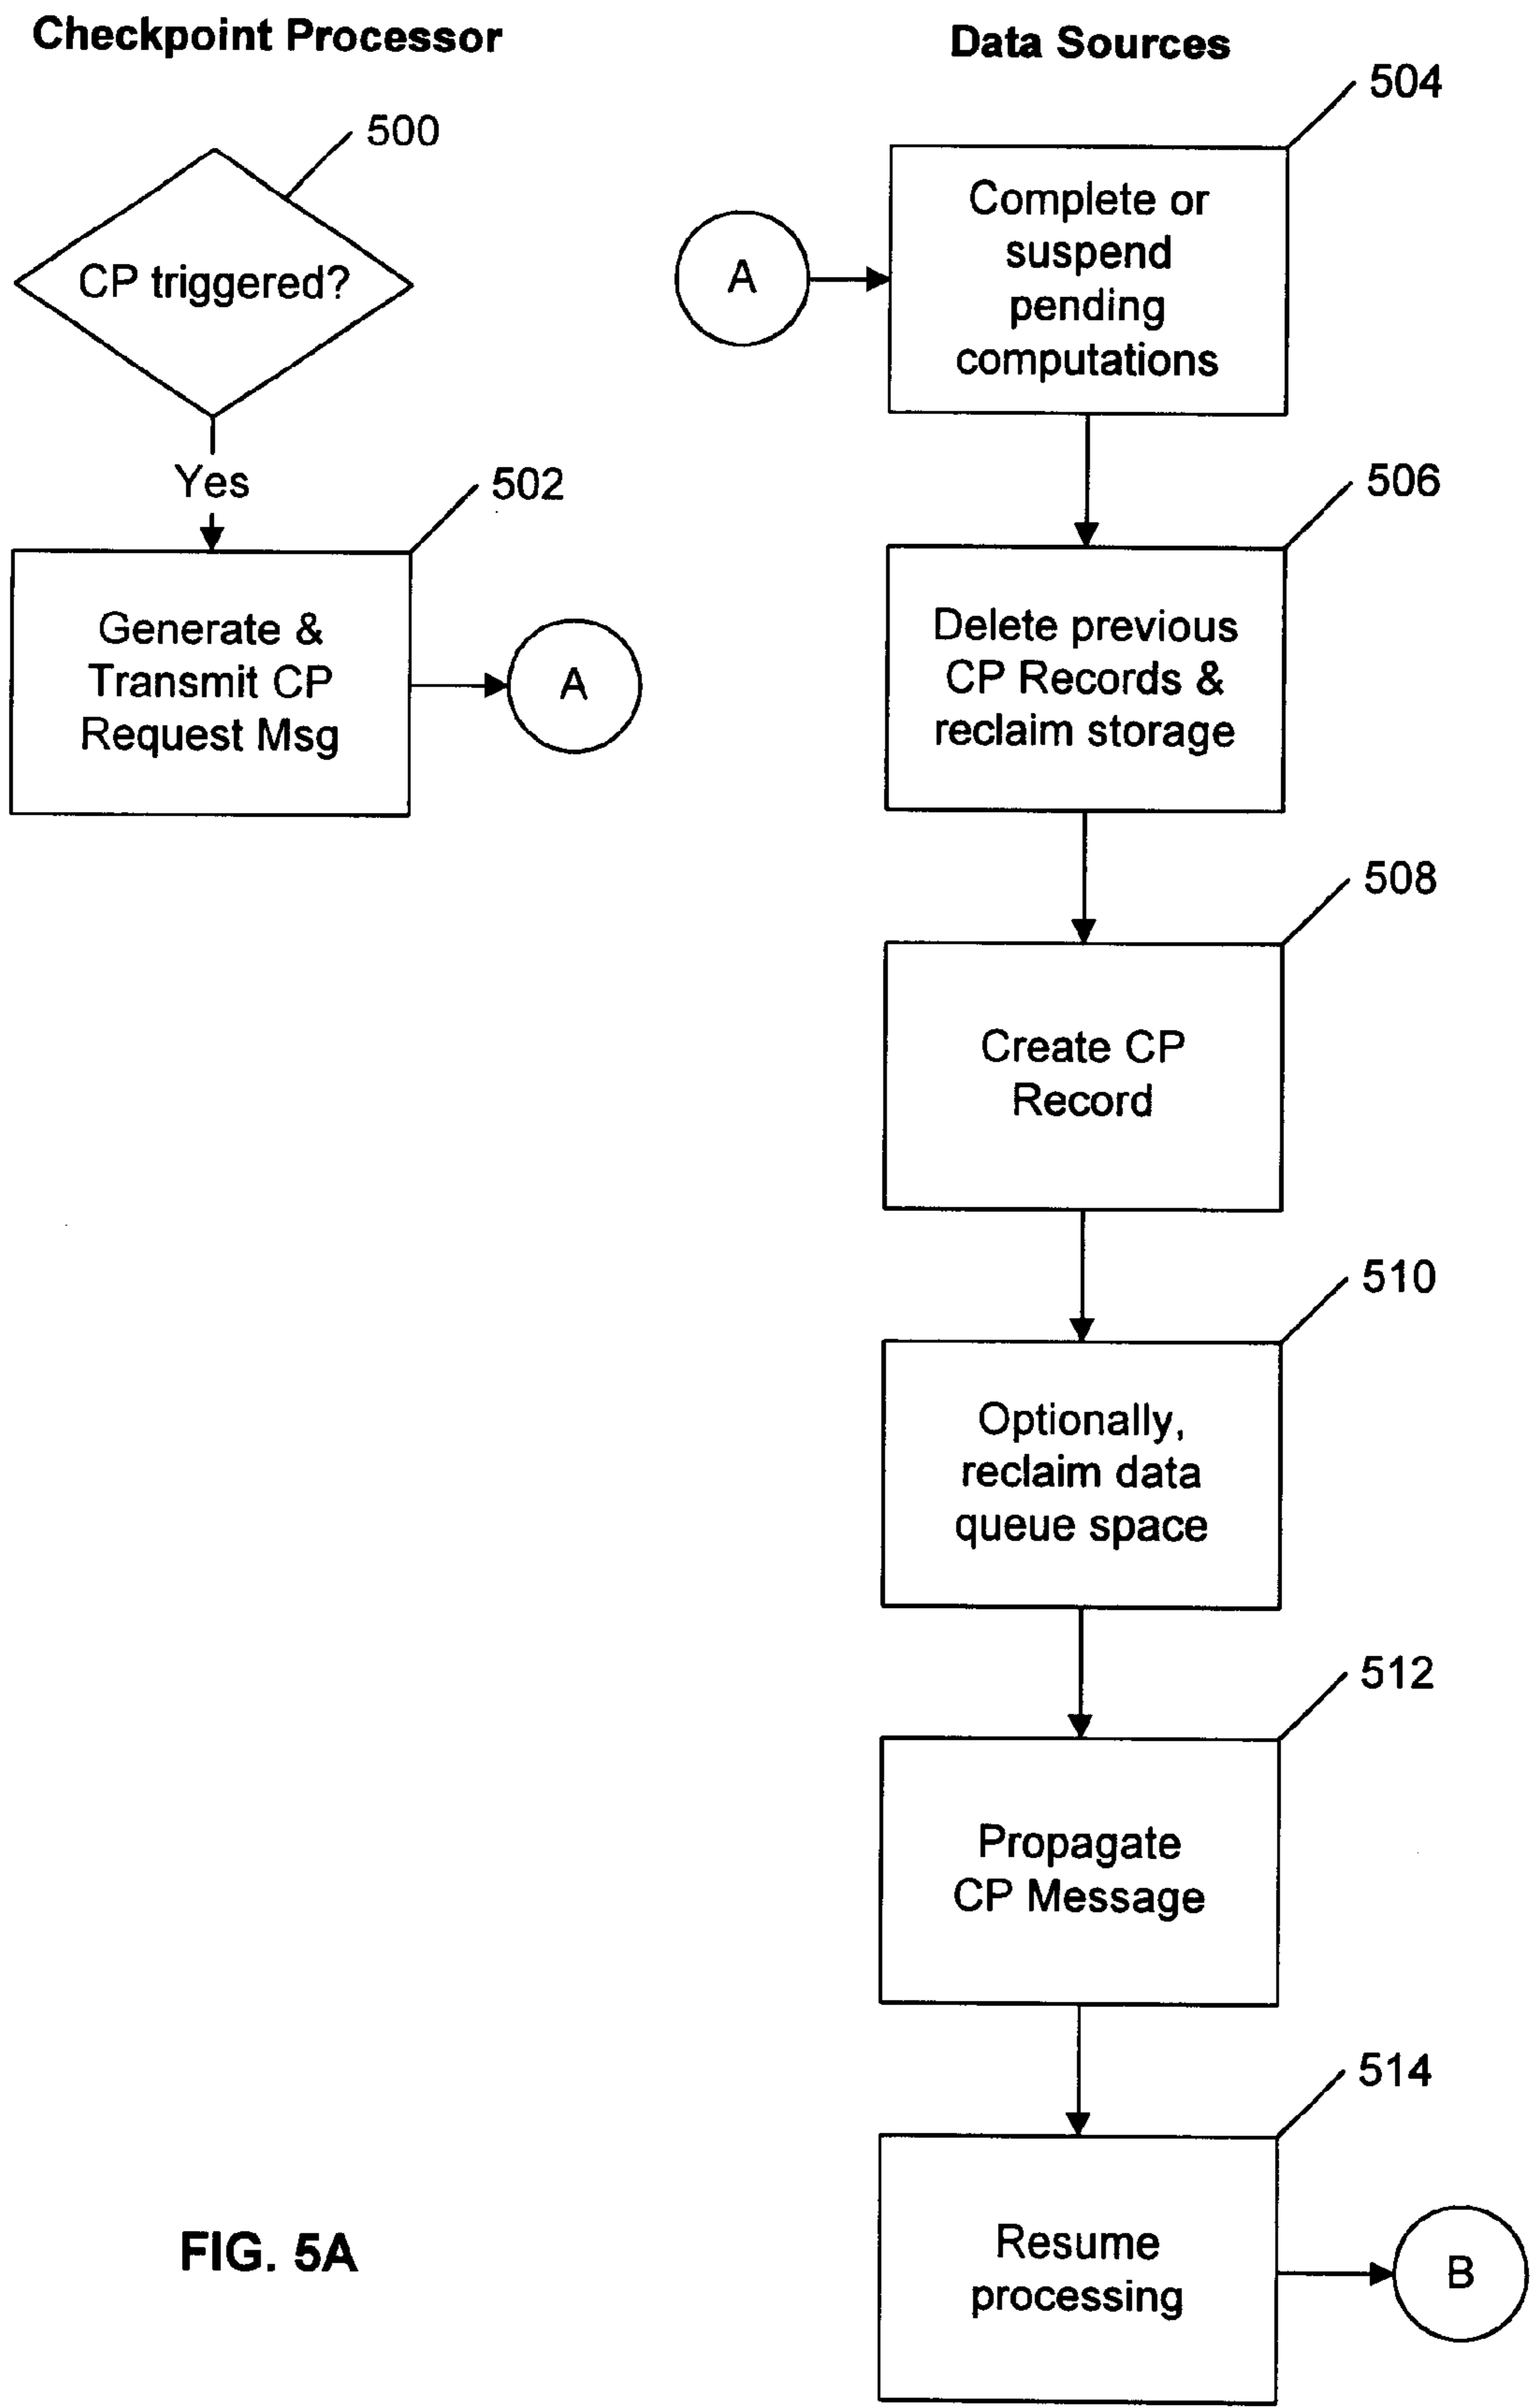 Checkpoint Processor
500
CP triggered?
Yes
502
Generate &
Transmit CP
Request Msg
A
Data Sources
504
A
Complete or
suspend
pending
computations
506
Delete previous
CP Records &
reclaim storage
508
Create CP
Record
510
Optionally,
reclaim data
queue space
512
Propagate
CP Message
514
Resume
processing
B
FIG. 5A